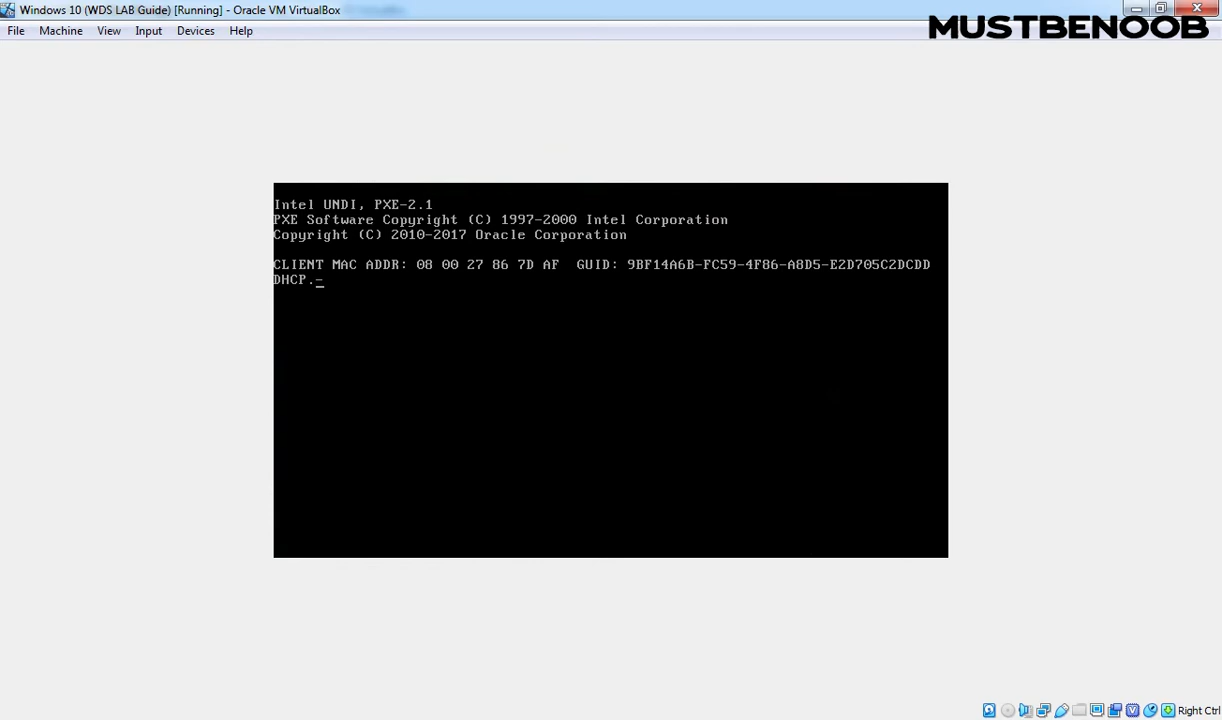 Windows 10 (WDS LAB Guide) [Running] - Oracle VM VirtualBox
MUSTBENOOB
File Machine View Input Devices Help
Intel UNDI, PXE-2.1
PXE Software Copyright (C) 1997-2000 Intel Corporation
Copyright (C) 2010-2017 Oracle Corporation
CLIENT MAC ADDR: 08 00 27 86 7D AF  GUID: 9BF14A6B-FC59-4F86-A8D5-E2D705C2DCDD
DHCP.-
Right Ctrl